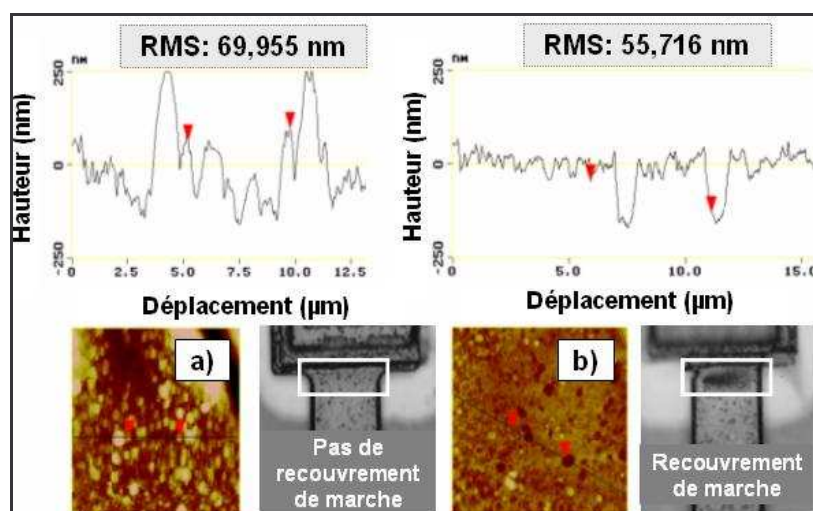 RMS: 69,955 nm
RMS: 55,716 nm
Hauteur (nm)
nm
250
0
-250
0
2.5
5.0
7.5
10.0
12.5
Déplacement (µm)
Hauteur (nm)
nm
250
0
-250
0
5.0
10.0
15.0
Déplacement (µm)
a)
Pas de
recouvrement
de marche
b)
Recouvrement
de marche